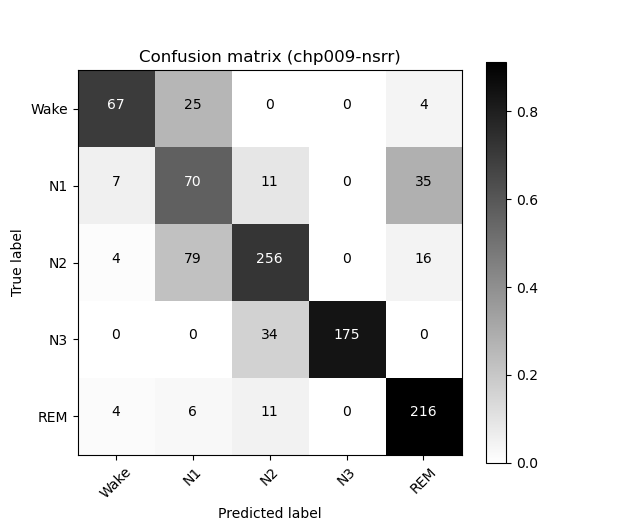 Confusion matrix (chp009-nsrr)
True label
Wake 67 25 0 0 4
N1 7 70 11 0 35
N2 4 79 256 0 16
N3 0 0 34 175 0
REM 4 6 11 0 216
Wake N1 N2 N3 REM
Predicted label
0.8
0.6
0.4
0.2
0.0